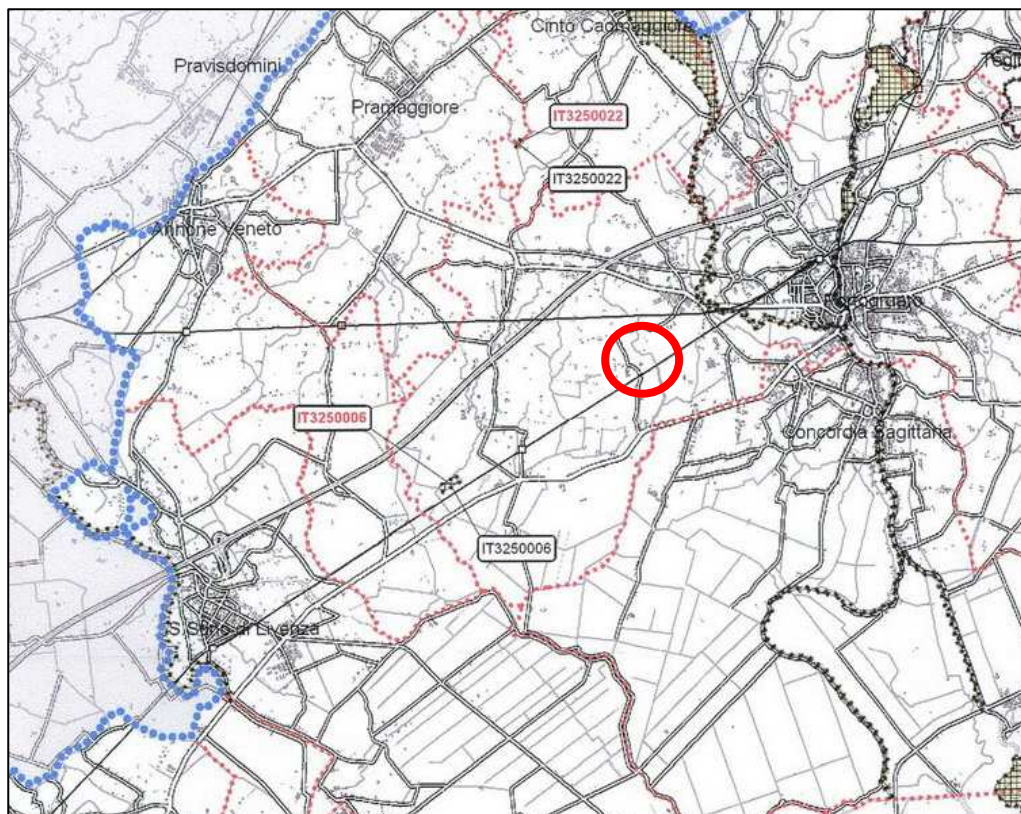 Cinto Caomaggiore
Pravisdomini
Pramaggiore
IT3250022
IT3250022
Annone Veneto
Portogruaro
IT3250006
Concordia Sagittaria
IT3250006
S. Stino di Livenza